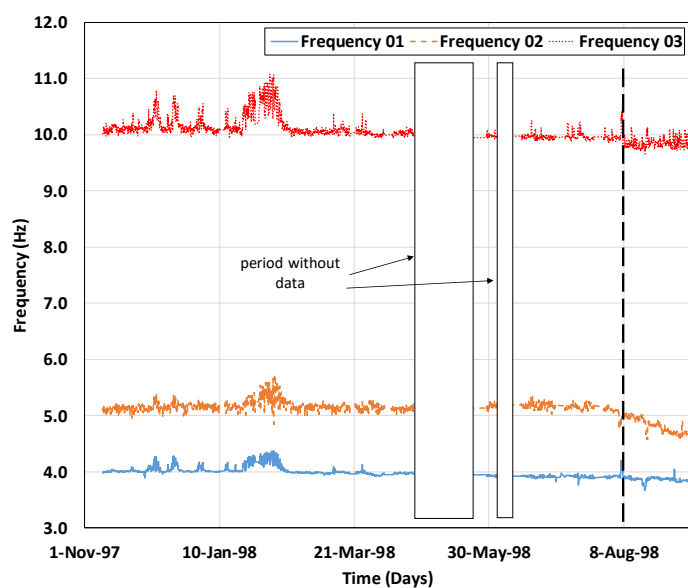 12.0
Frequency 01 Frequency 02 Frequency 03
11.0
10.0
9.0
8.0
7.0
6.0
5.0
4.0
3.0
Frequency (Hz)
period without
data
1-Nov-97 10-Jan-98 21-Mar-98 30-May-98 8-Aug-98
Time (Days)